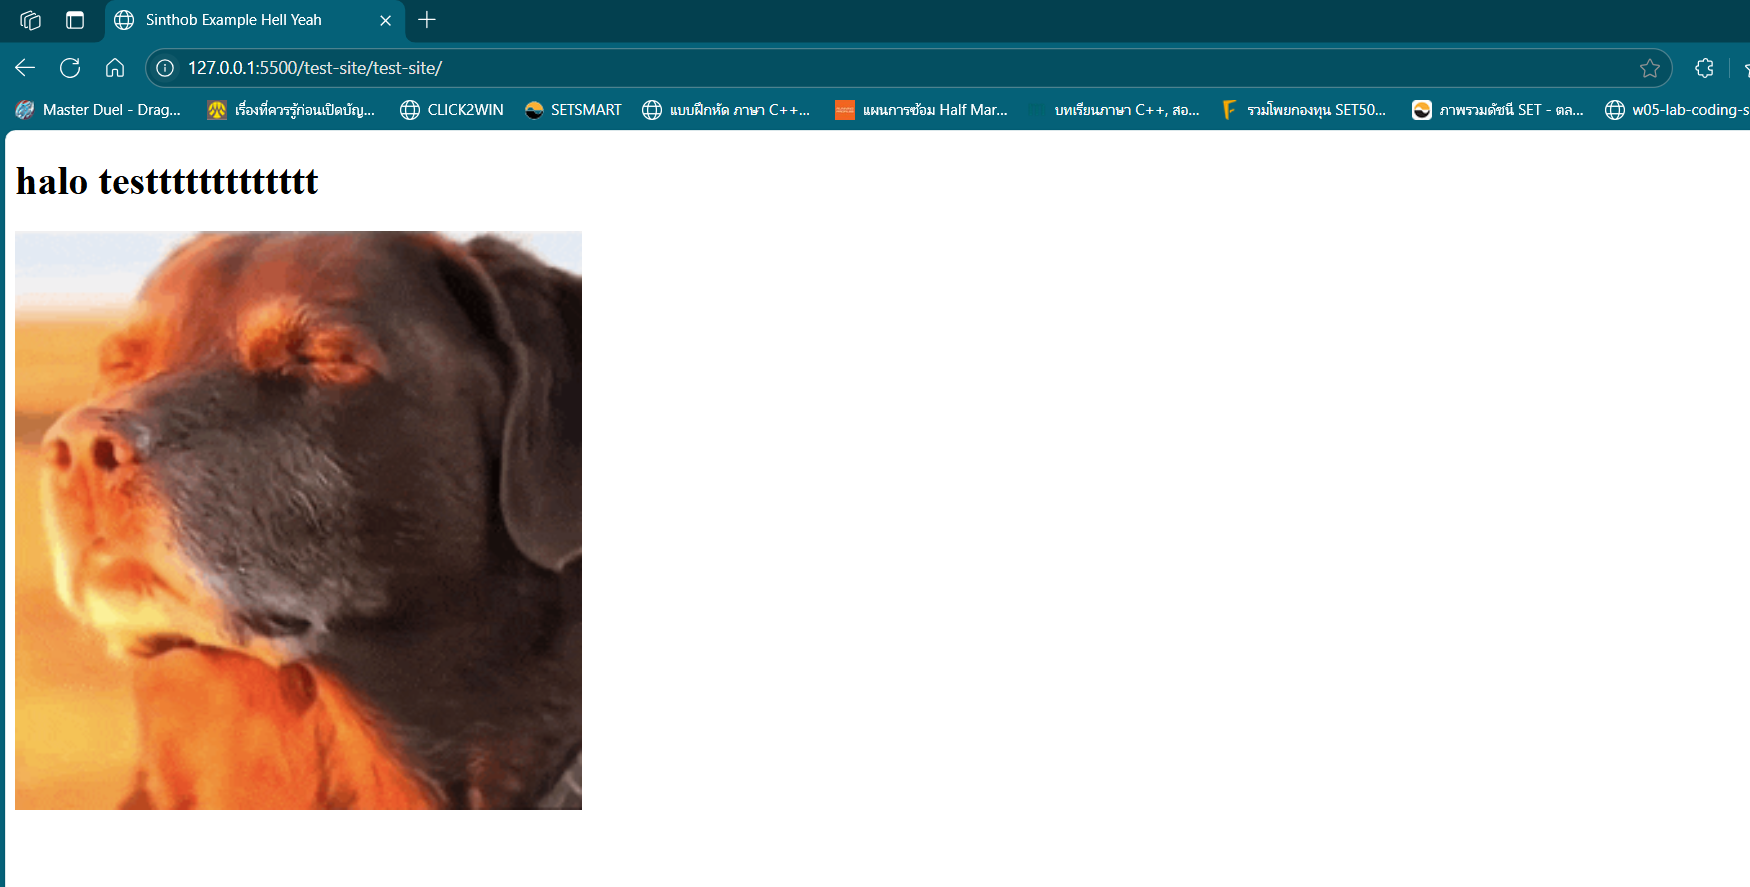 Sinthob Example Hell Yeah
127.0.0.1:5500/test-site/test-site/
Master Duel - Drag... เรื่องที่ควรรู้ก่อนเปิดบัญ... CLICK2WIN SETSMART แบบฝึกหัด ภาษา C++... แผนการซ้อม Half Mar... บทเรียนภาษา C++, สอ... รวมโพยกองทุน SET50... ภาพรวมดัชนี SET - ตล... w05-lab-coding-s
halo testttttttttttttt